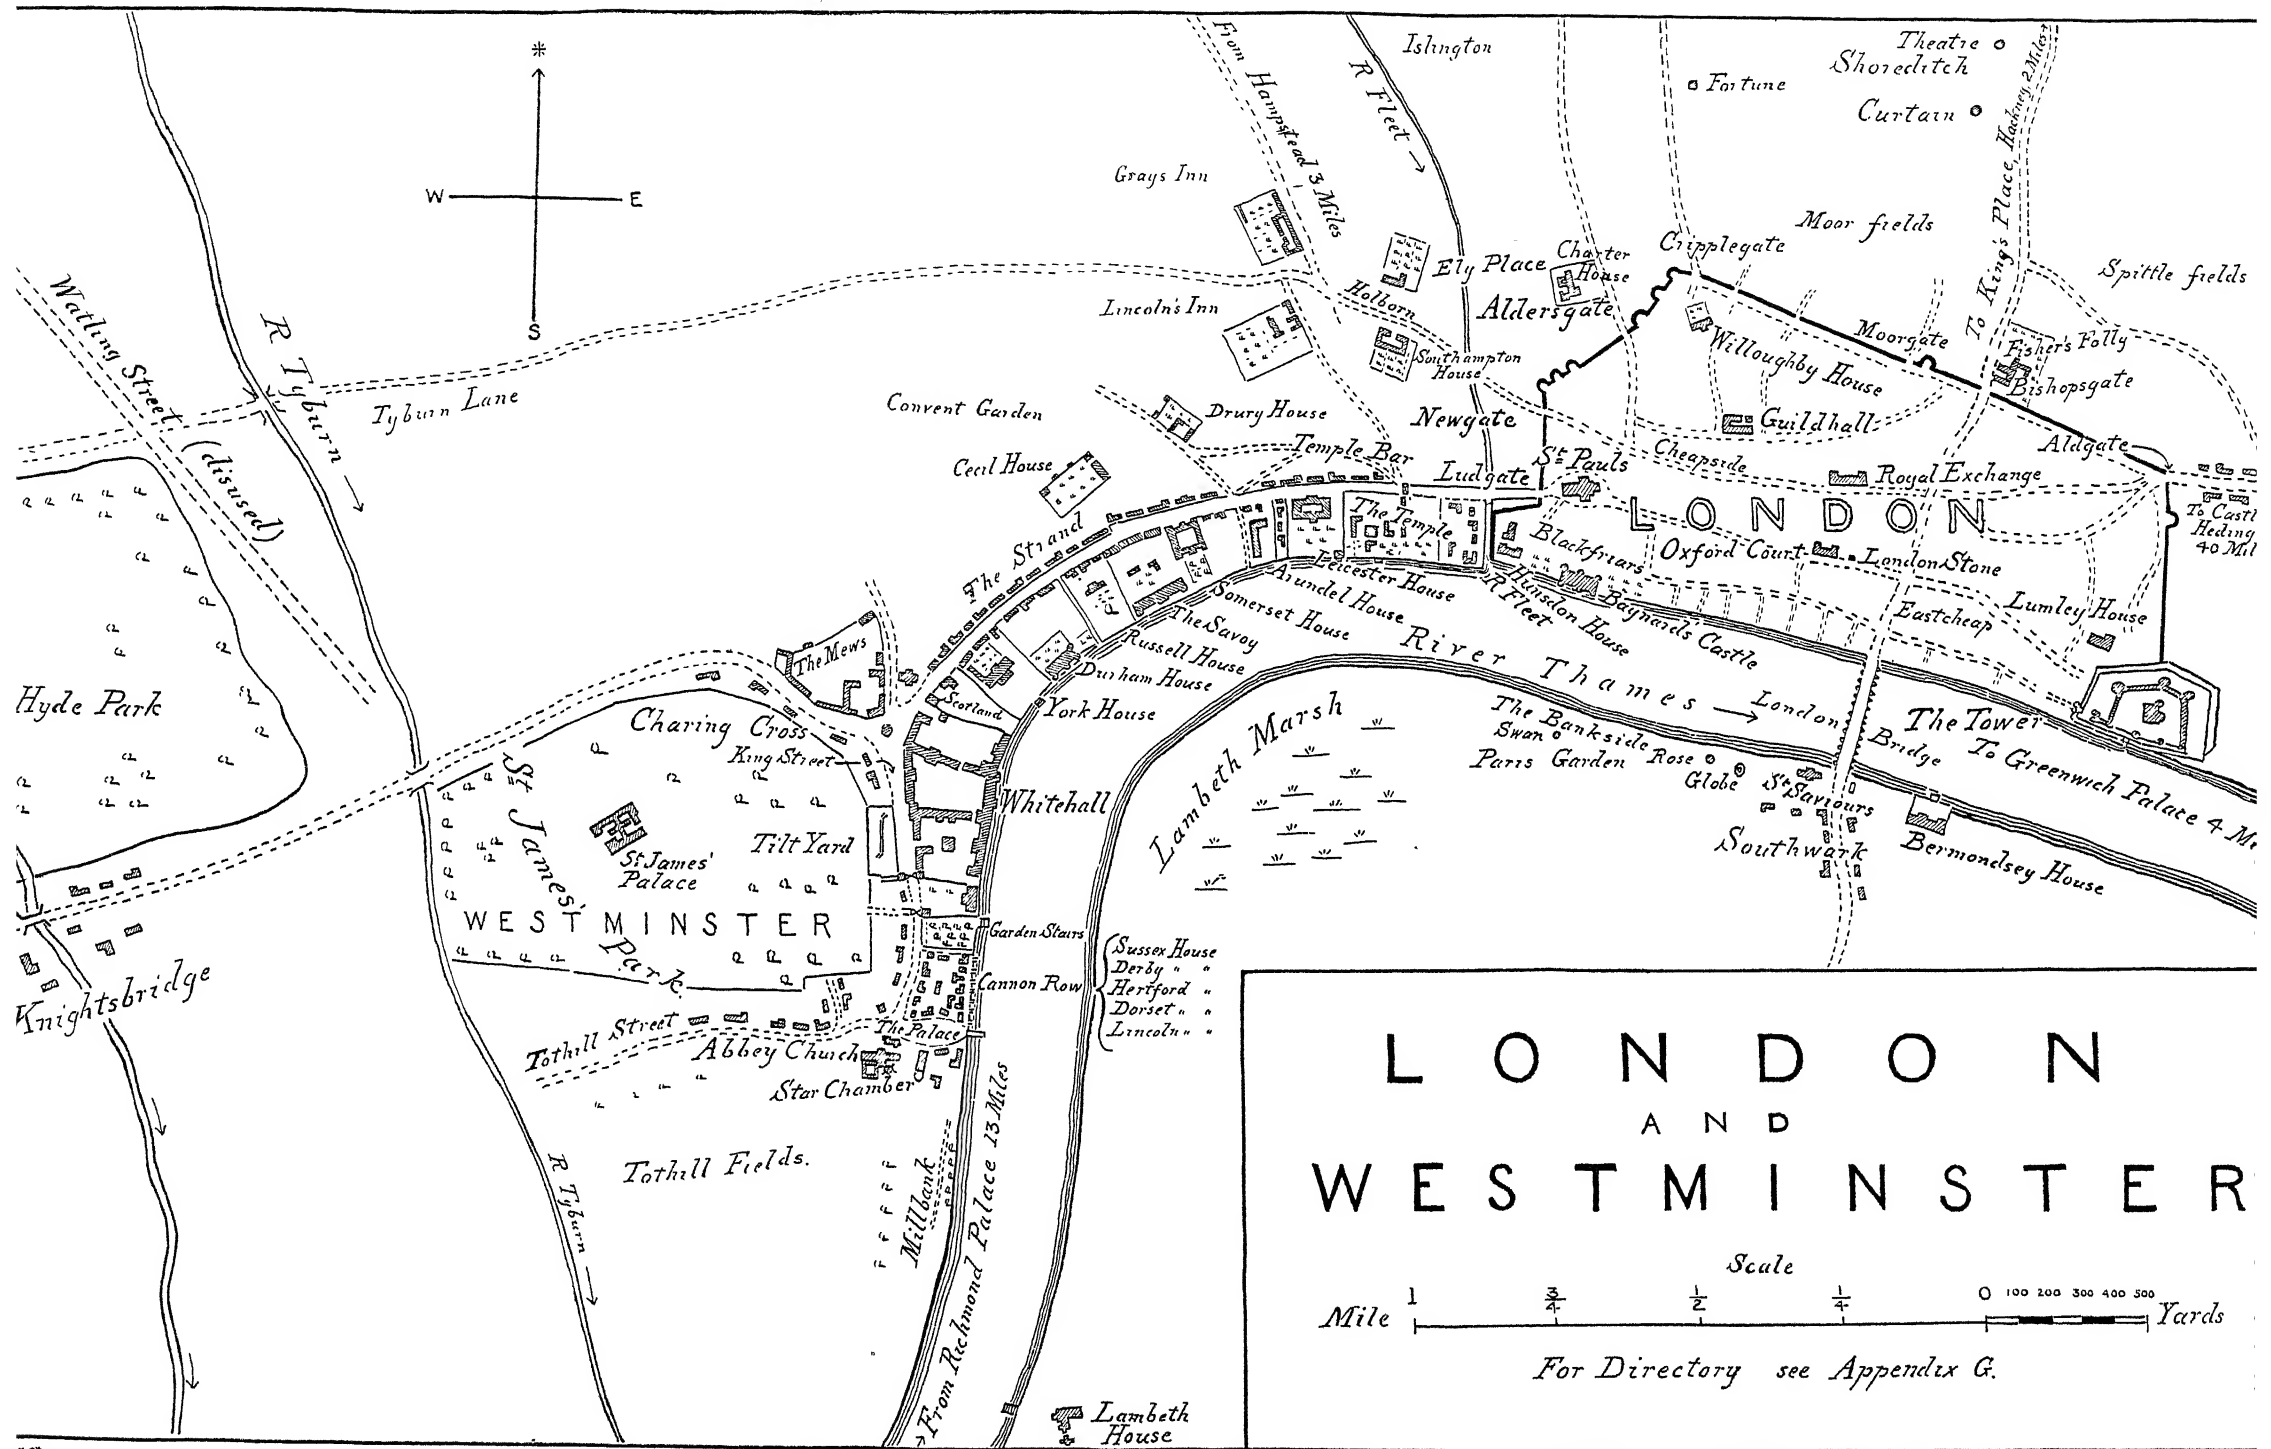 Islington
Theatre
Shoreditch
Fortune
Curtain
From Hampstead 3 Miles
R Fleet
To King's Place, Hackney, 2 Miles
W E
S
Grays Inn
Moor fields
Cripplegate
Charter
House
Ely Place
Spittle fields
Watling Street (disused)
R Tyburn
Lincoln's Inn
Holborn
Aldersgate
Moorgate
Fisher's Folly
Willoughby House
Southampton
House
Bishopsgate
Tyburn Lane
Convent Garden
Drury House
Newgate
Guildhall
Temple Bar
Aldgate
Cecil House
Ludgate
St Pauls
Cheapside
Royal Exchange
LONDON
The Strand
The Temple
To Castl
Heding
40 Mil
Blackfriars
Oxford Court
London Stone
Leicester House
Arundel House
Somerset House
The Savoy
Russell House
Durham House
York House
R Fleet
Hunsdon House
Baynards Castle
Eastcheap
Lumley House
The Mews
Scotland
River Thames
Hyde Park
Charing Cross
King Street
St James' Park
Lambeth Marsh
The Bankside
Swan
Paris Garden
Rose
Globe
London Bridge
The Tower
To Greenwich Palace 4 Mi
St Saviours
Southwark
Bermondsey House
Whitehall
Tilt Yard
St James'
Palace
WESTMINSTER
Garden Stairs
Cannon Row
Sussex House
Derby " "
Hertford "
Dorset " "
Lincoln " "
Knightsbridge
Tothill Street
The Palace
Abbey Church
Star Chamber
Tothill Fields.
R Tyburn
Millbank
From Richmond Palace 13 Miles
Lambeth
House
LONDON
AND
WESTMINSTER
Scale
1 3/4 1/2 1/4 0 100 200 300 400 500
Mile Yards
For Directory see Appendix G.